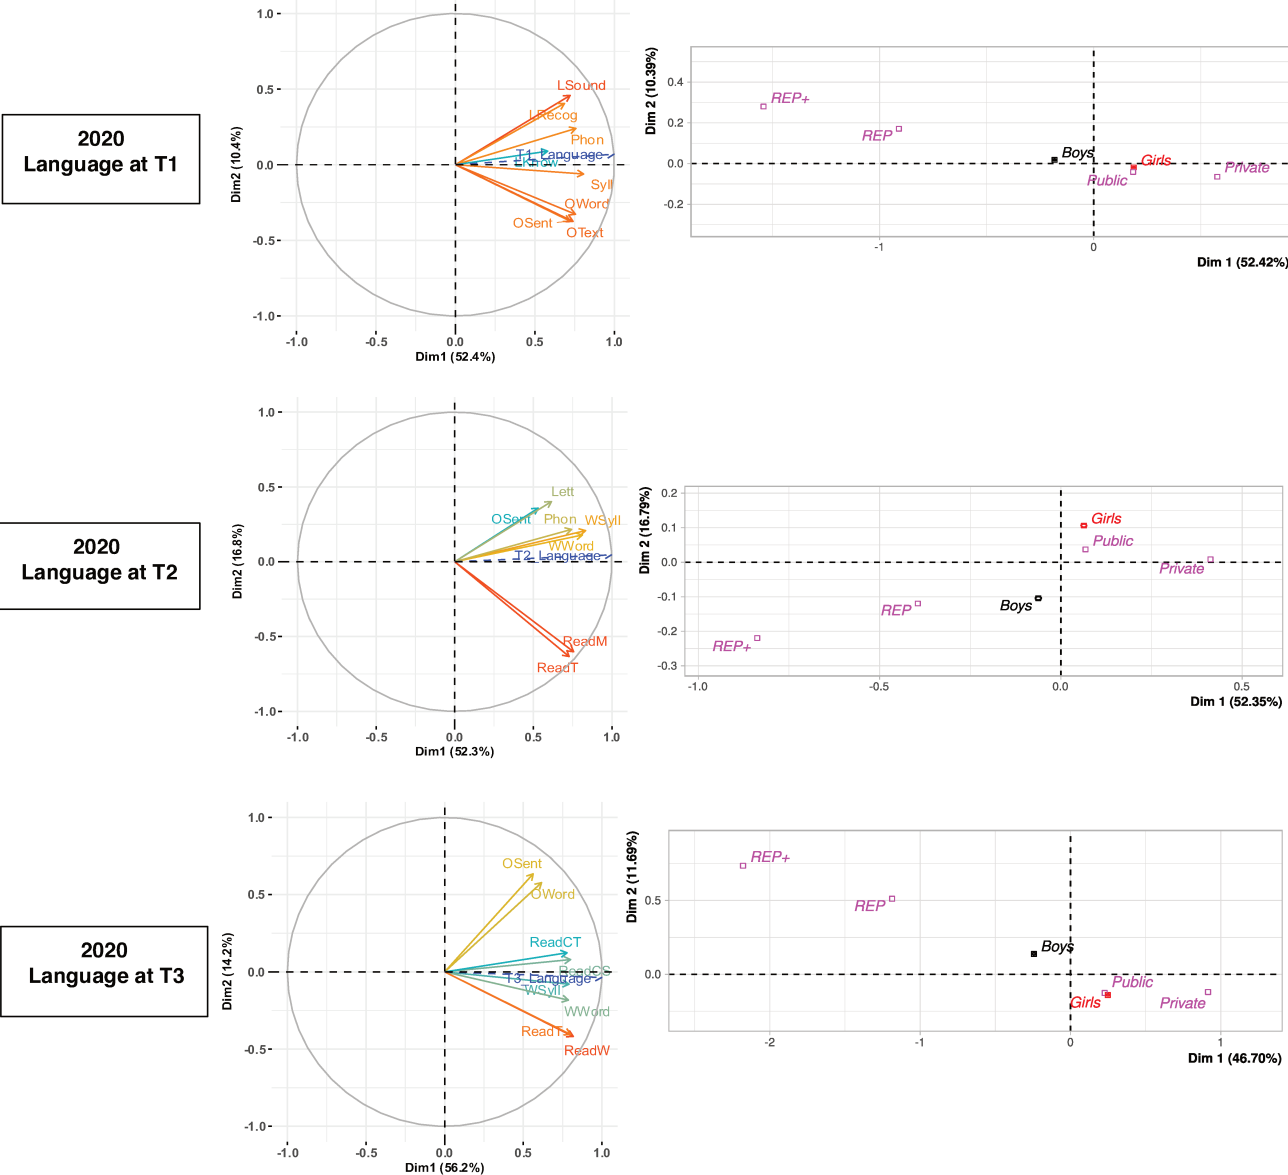 2020
Language at T1
1.0
0.5
0.0
-0.5
-1.0
Dim2 (10.4%)
LSound
LRecog
Phon
T1_Language
Know
Syll
OWord
OSent
OText
-1.0
-0.5
0.0
0.5
1.0
Dim1 (52.4%)
Dim 2 (10.39%)
0.4
0.2
0.0
-0.2
REP+
REP
Boys
Girls
Public
Private
-1
0
Dim 1 (52.42%)
2020
Language at T2
1.0
0.5
0.0
-0.5
-1.0
Dim2 (16.8%)
Lett
OSent
Phon
WSyll
WWord
T2_Language
ReadM
ReadT
-1.0
-0.5
0.0
0.5
1.0
Dim1 (52.3%)
Dim 2 (16.79%)
0.2
0.1
0.0
-0.1
-0.2
-0.3
Girls
Public
Private
Boys
REP
REP+
-1.0
-0.5
0.0
0.5
Dim 1 (52.35%)
2020
Language at T3
1.0
0.5
0.0
-0.5
-1.0
Dim2 (14.2%)
OSent
OWord
ReadCT
ReadCS
T3_Language
WSyll
WWord
ReadT
ReadW
-1.0
-0.5
0.0
0.5
1.0
Dim1 (56.2%)
Dim 2 (11.69%)
0.5
0.0
REP+
REP
Boys
Public
Girls
Private
-2
-1
0
1
Dim 1 (46.70%)